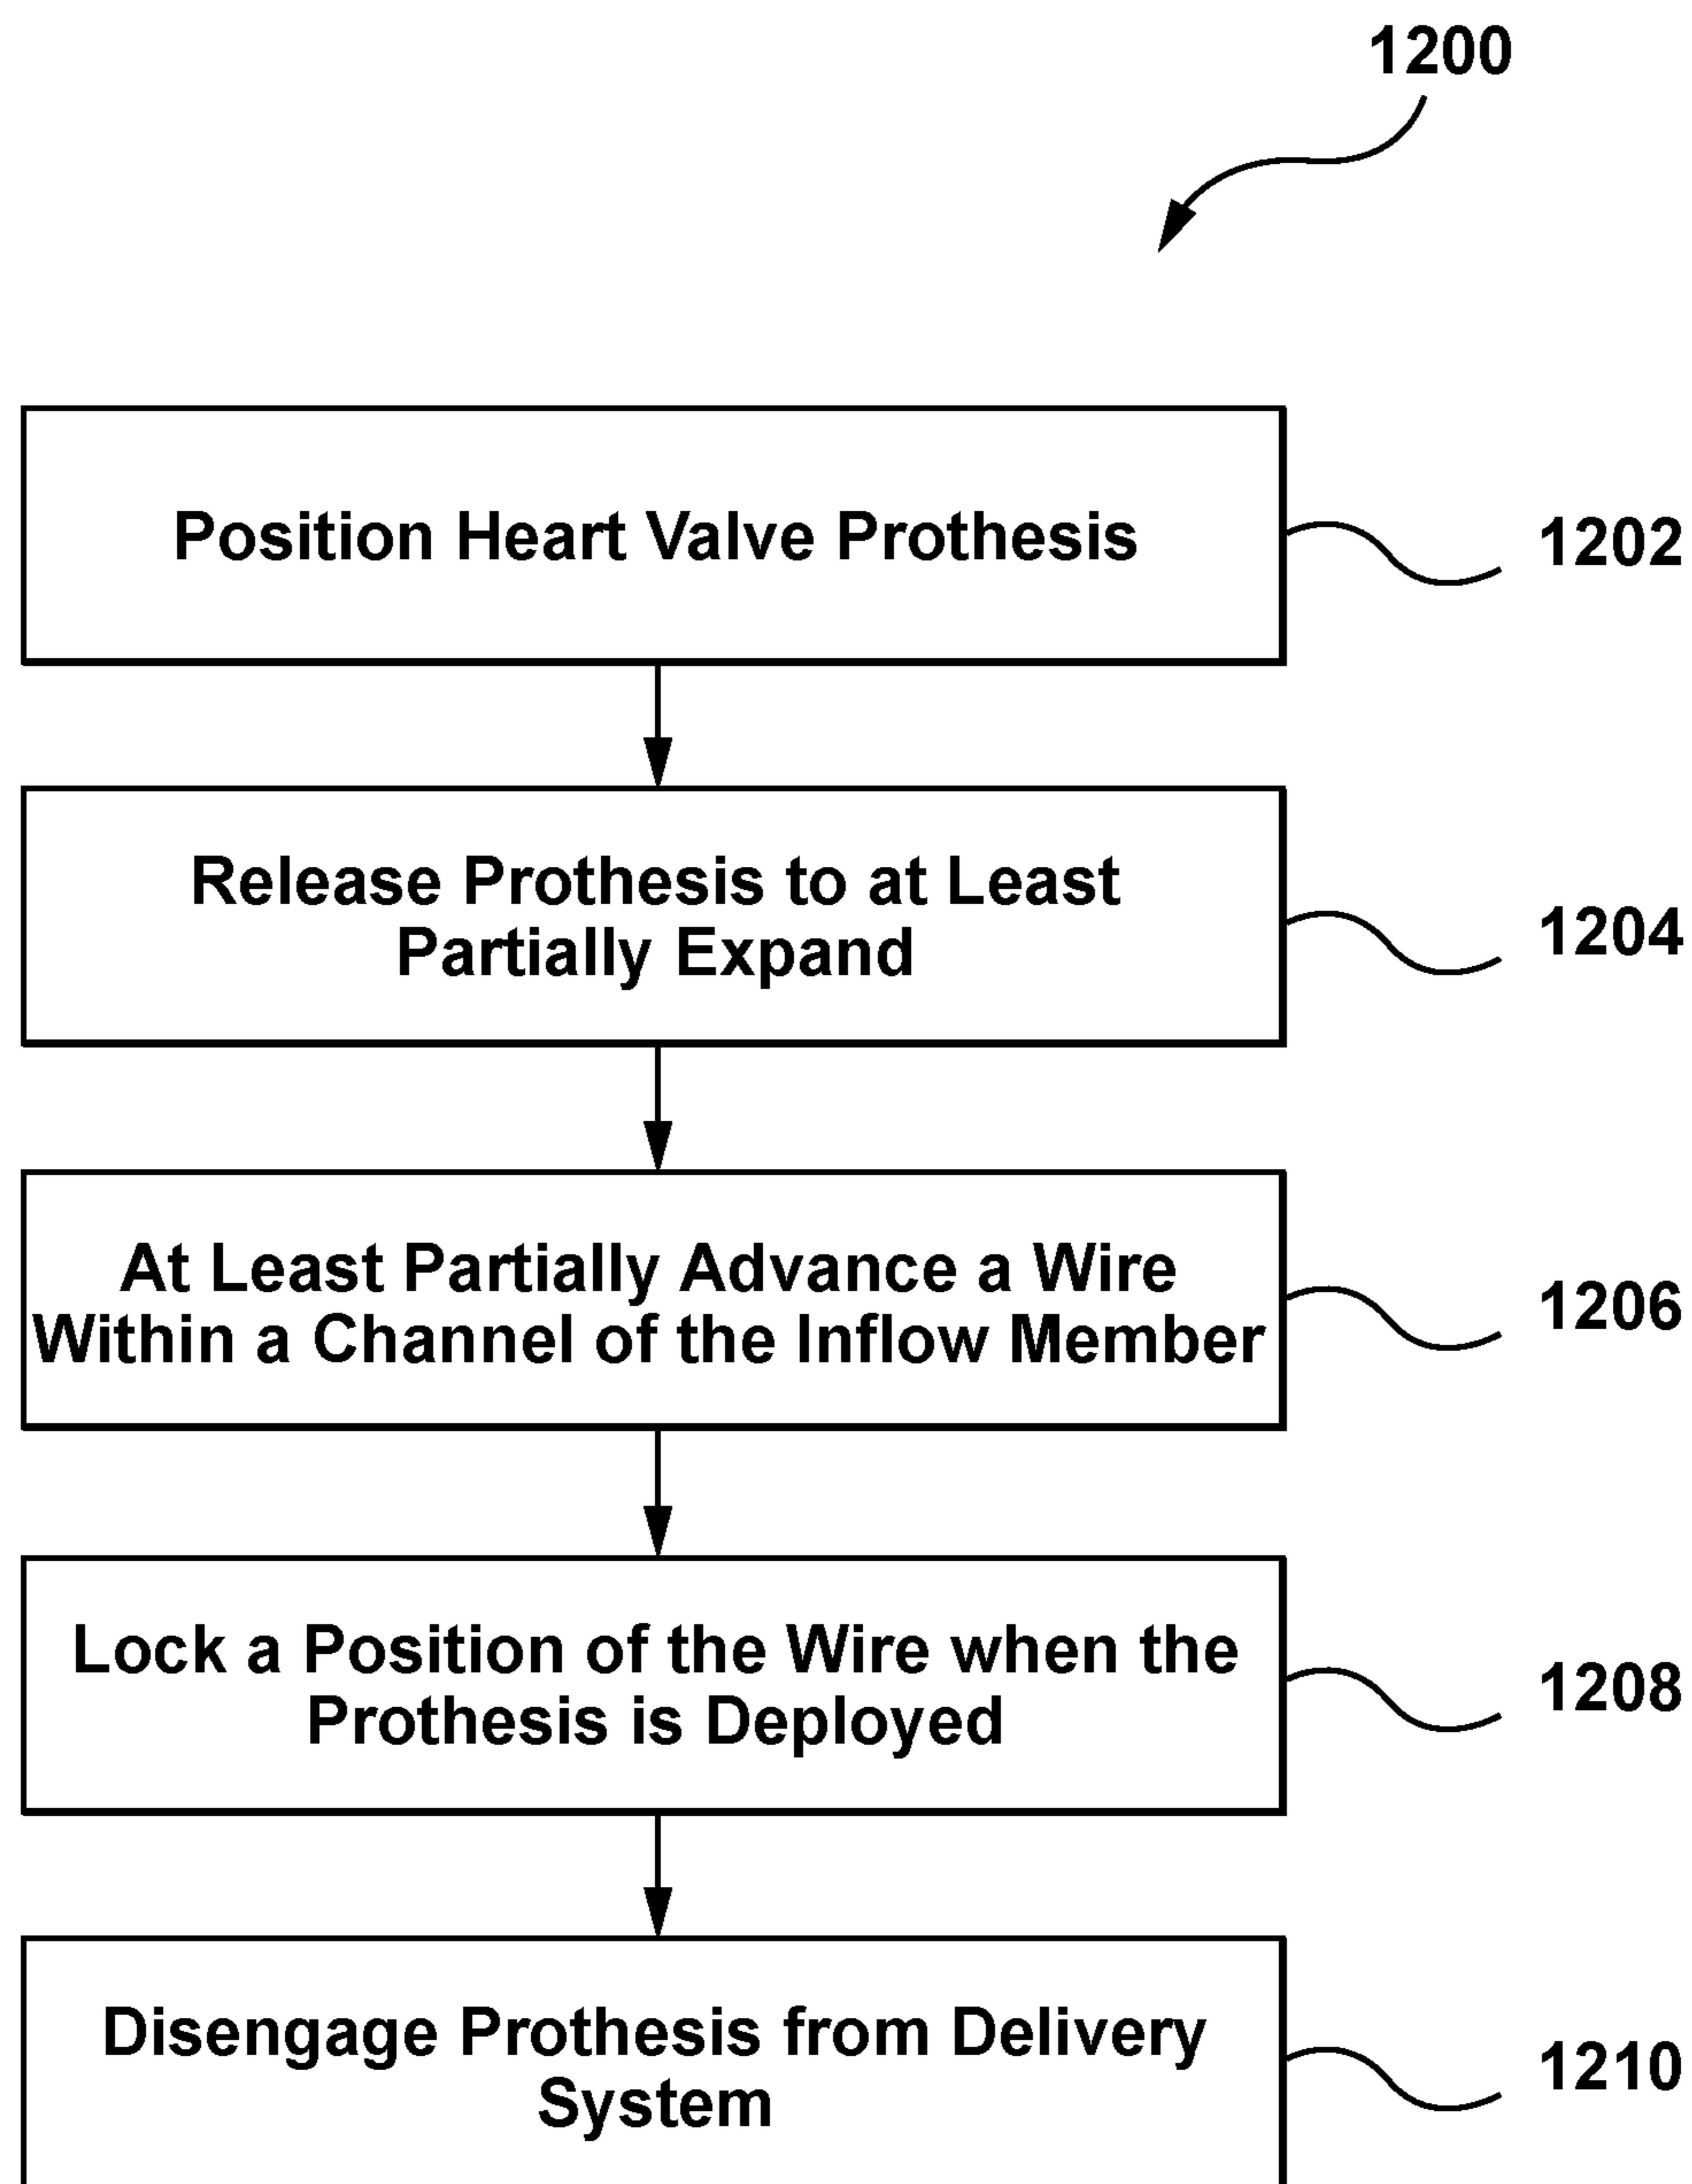 1200
Position Heart Valve Prothesis
1202
Release Prothesis to at Least
Partially Expand
1204
At Least Partially Advance a Wire
Within a Channel of the Inflow Member
1206
Lock a Position of the Wire when the
Prothesis is Deployed
1208
Disengage Prothesis from Delivery
System
1210